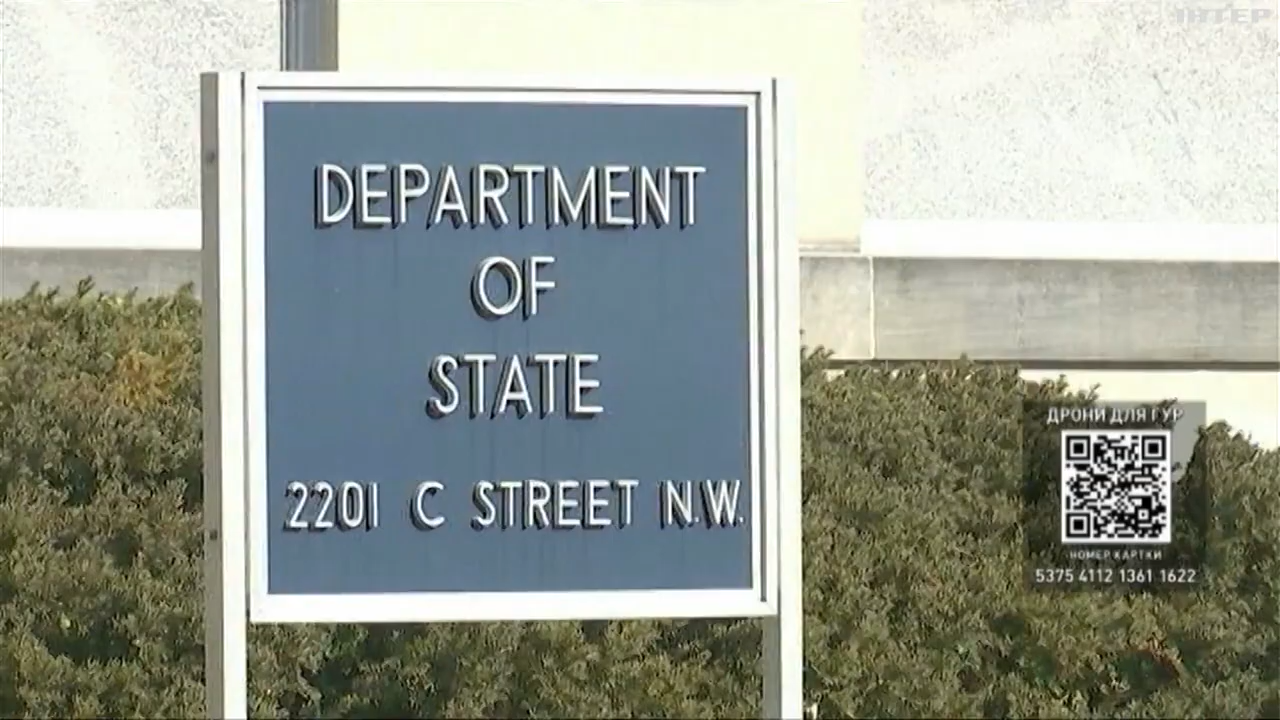 ІНТЕР
DEPARTMENT
OF
STATE
2201 C STREET N.W.
ДРОНИ ДЛЯ ГУР
НОМЕР КАРТКИ
5375 4112 1361 1622